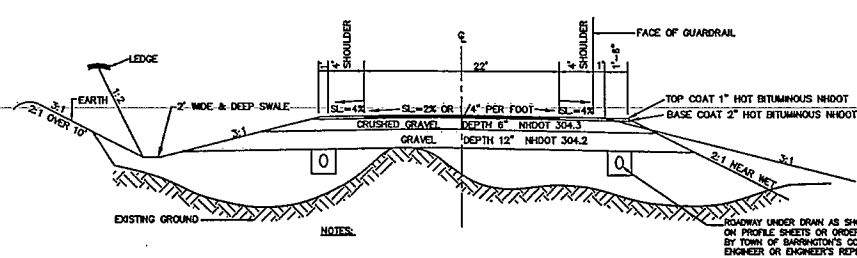 ℄
FACE OF GUARDRAIL
LEDGE
4' SHOULDER
22'
4' SHOULDER
1'
1'
1'-6"
1:2
EARTH
3:1
2:1 OVER 10'
2' WIDE & DEEP SWALE
SL.=4%
SL.=2% OR 1/4" PER FOOT
SL.=4%
TOP COAT 1" HOT BITUMINOUS NHDOT
BASE COAT 2" HOT BITUMINOUS NHDOT
3:1
CRUSHED GRAVEL DEPTH 6" NHDOT 304.3
GRAVEL DEPTH 12" NHDOT 304.2
3:1
2:1 NEAR WET
EXISTING GROUND
NOTES:
ROADWAY UNDER DRAIN AS
ON PROFILE SHEETS OR ORDER
BY TOWN OF BARRINGTON'S
ENGINEER OR ENGINEER'S